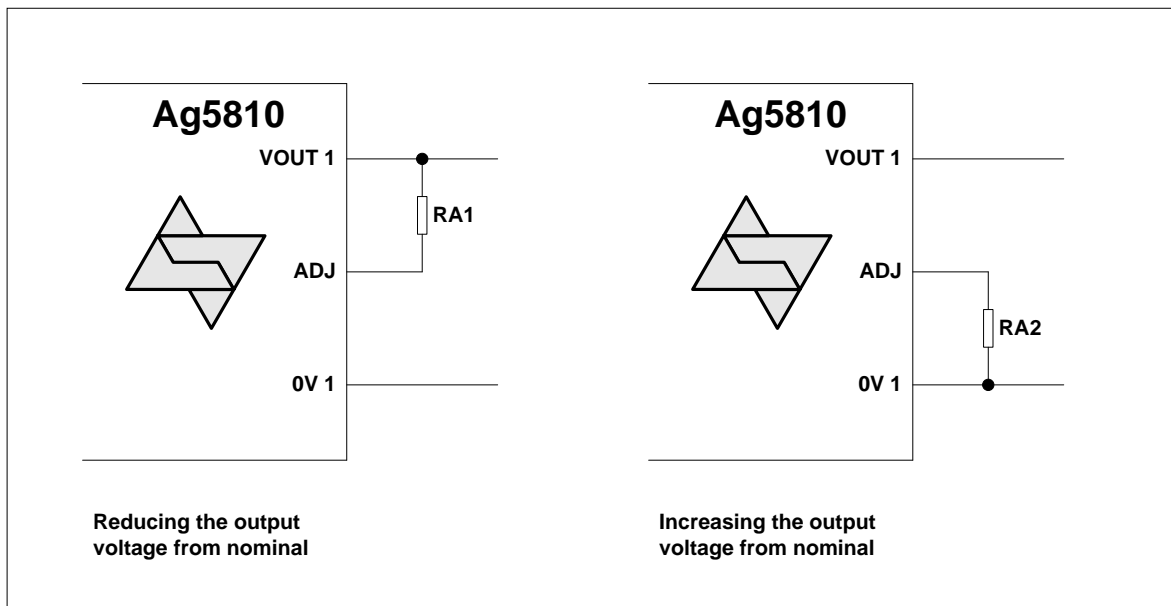 Ag5810
VOUT 1
RA1
ADJ
0V 1
Reducing the output
voltage from nominal
Ag5810
VOUT 1
ADJ
RA2
0V 1
Increasing the output
voltage from nominal